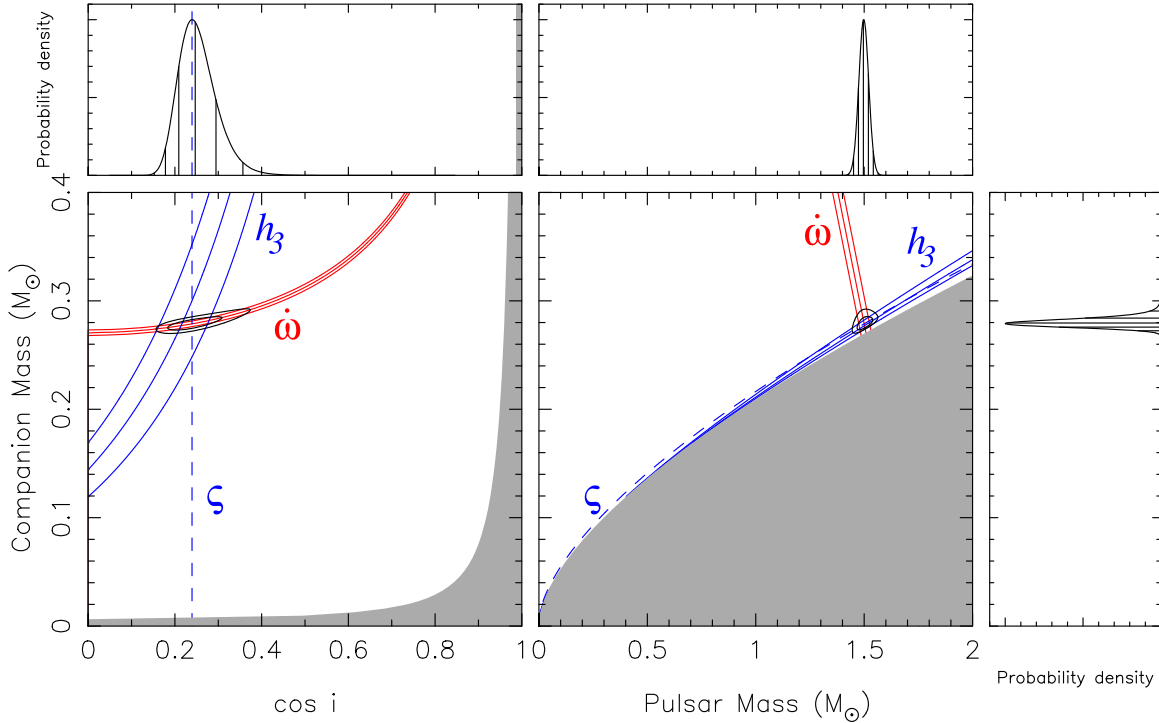 Probability density
0.4
0.3
0.2
0.1
0
Companion Mass (M☉)
h3
ω̇
ς
0 0.2 0.4 0.6 0.8 1
cos i
ω̇
h3
ς
0 0.5 1 1.5 2
Pulsar Mass (M☉)
Probability density